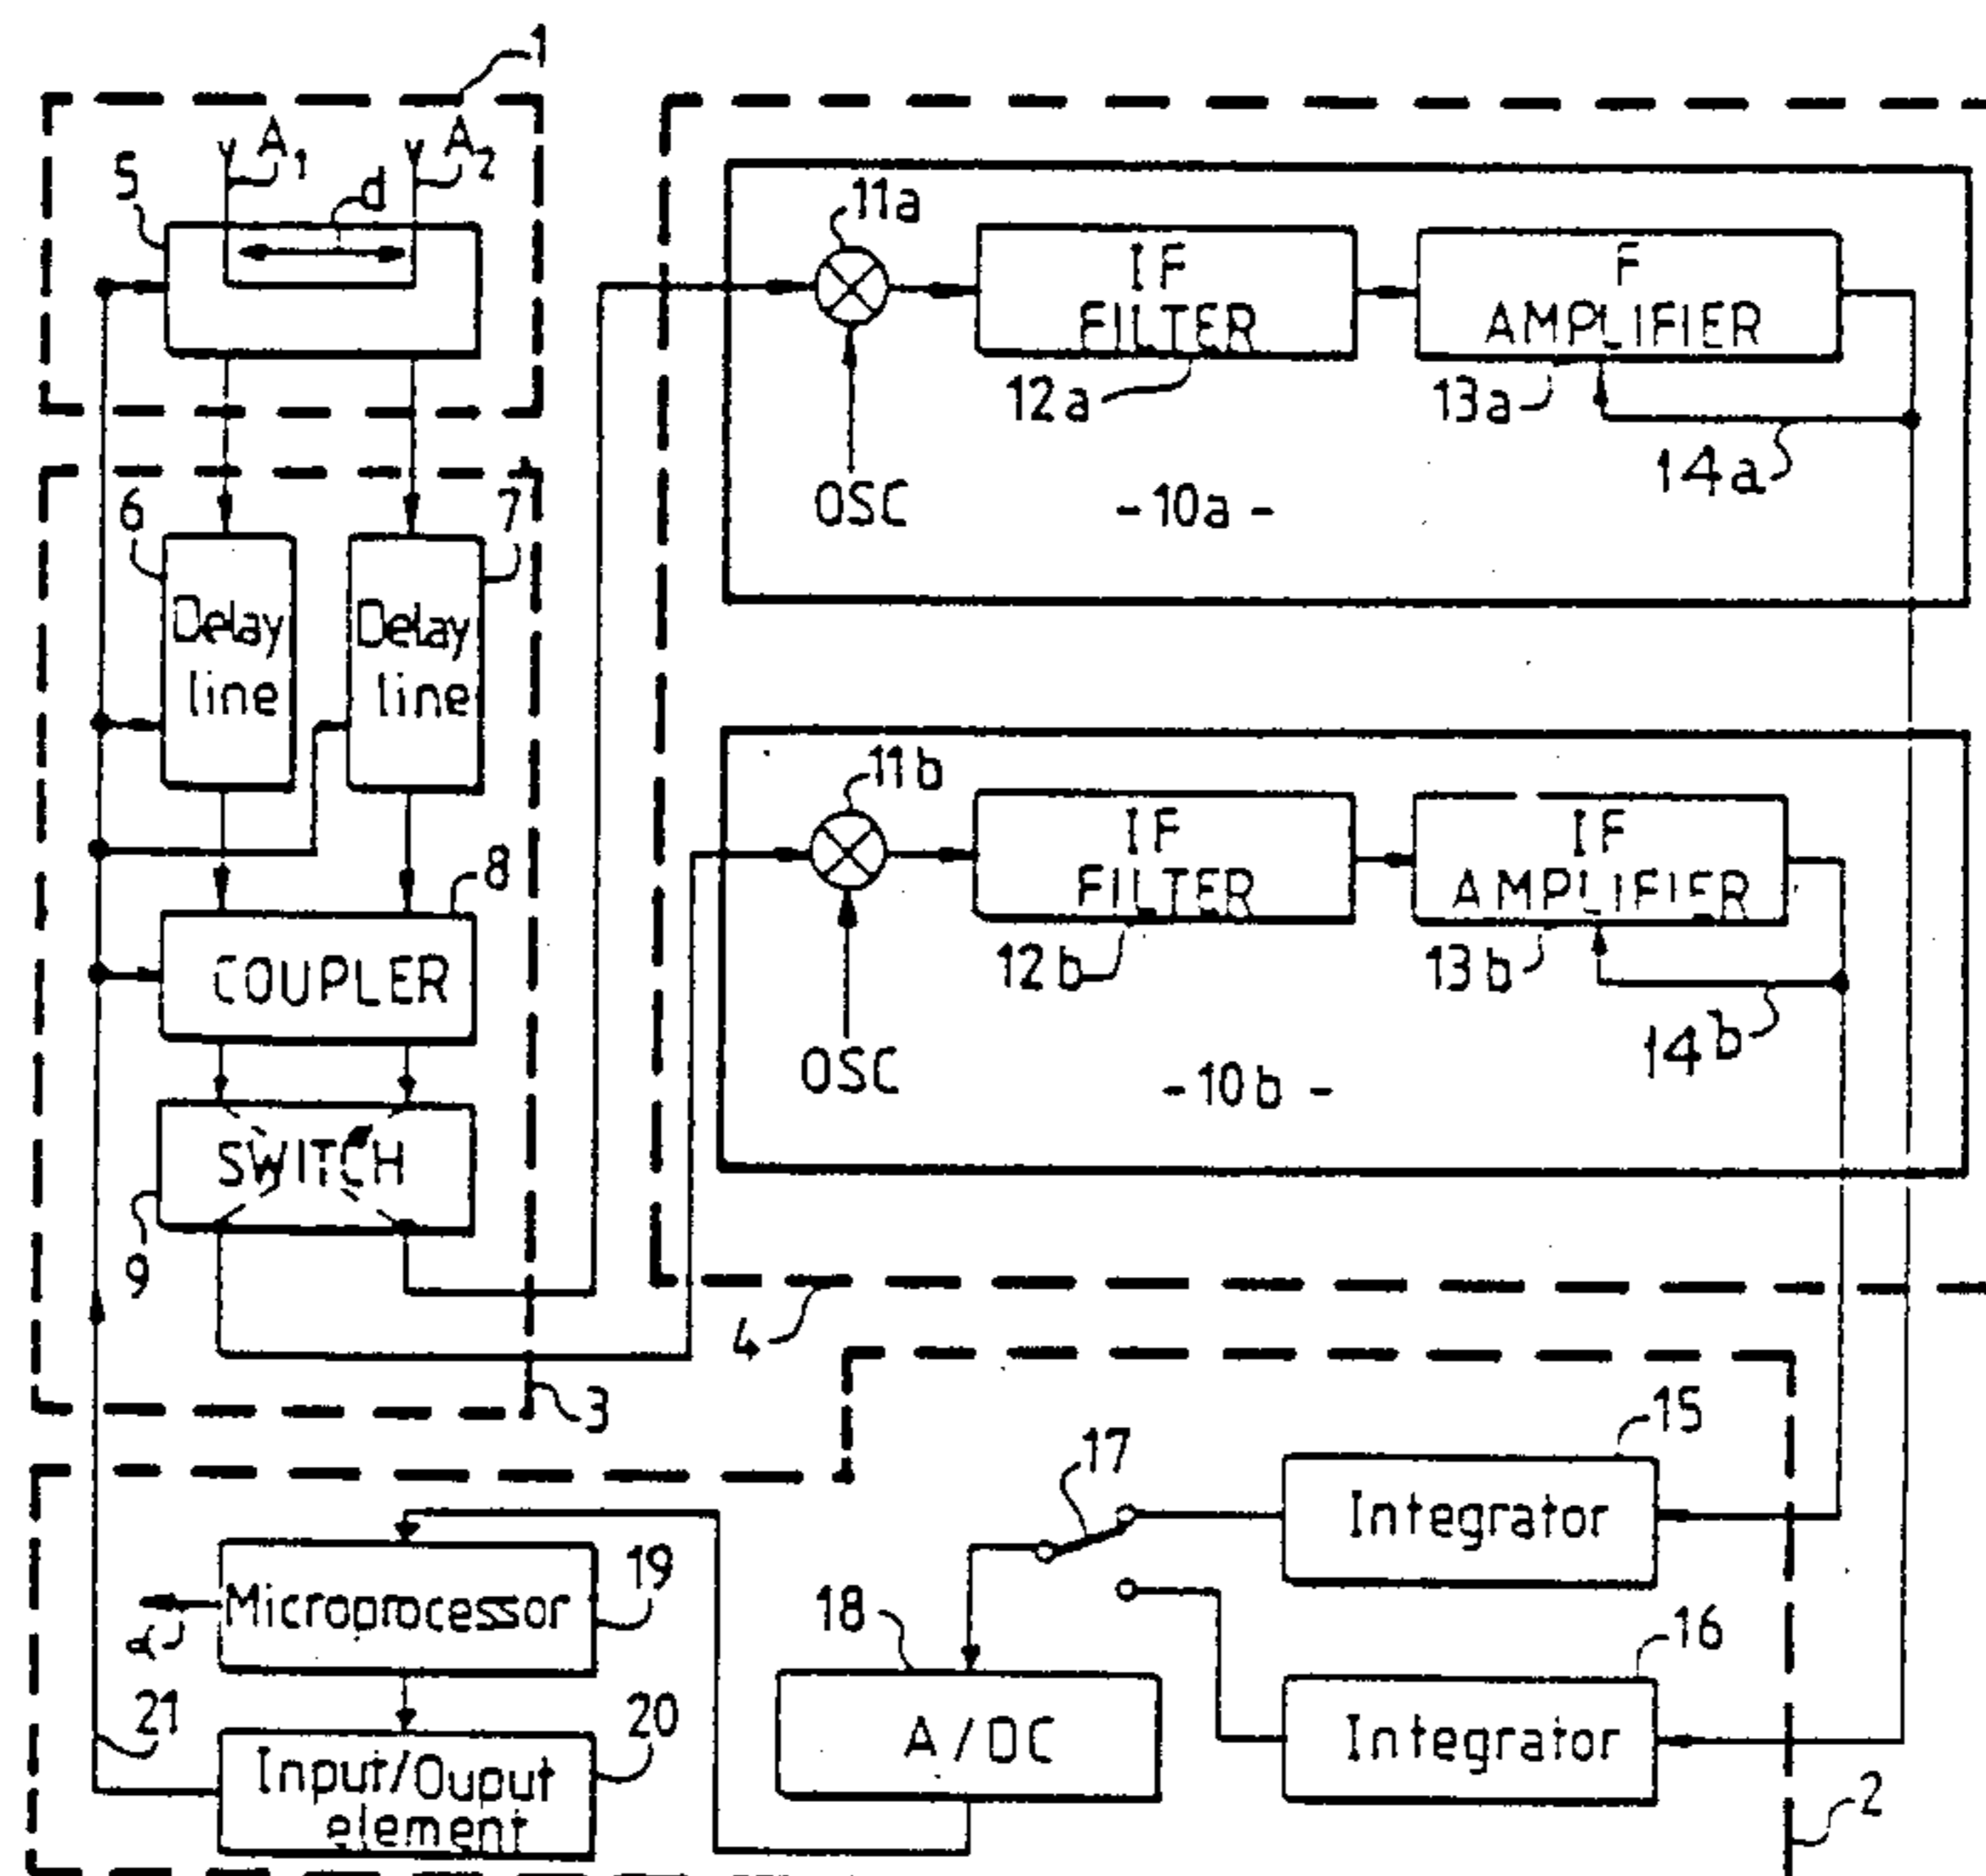 1
A1
A2
5
d
11a
IF
FILTER
F
AMPLIFIER
12a
13a
14a
OSC
-10a-
6
7
Delay
line
Delay
line
11b
IF
FILTER
IF
AMPLIFIER
8
12b
13b
14b
COUPLER
OSC
-10b-
SWITCH
9
4
3
15
17
Integrator
Microprocessor
19
18
16
21
20
A/DC
Integrator
Input/Ouput
element
2